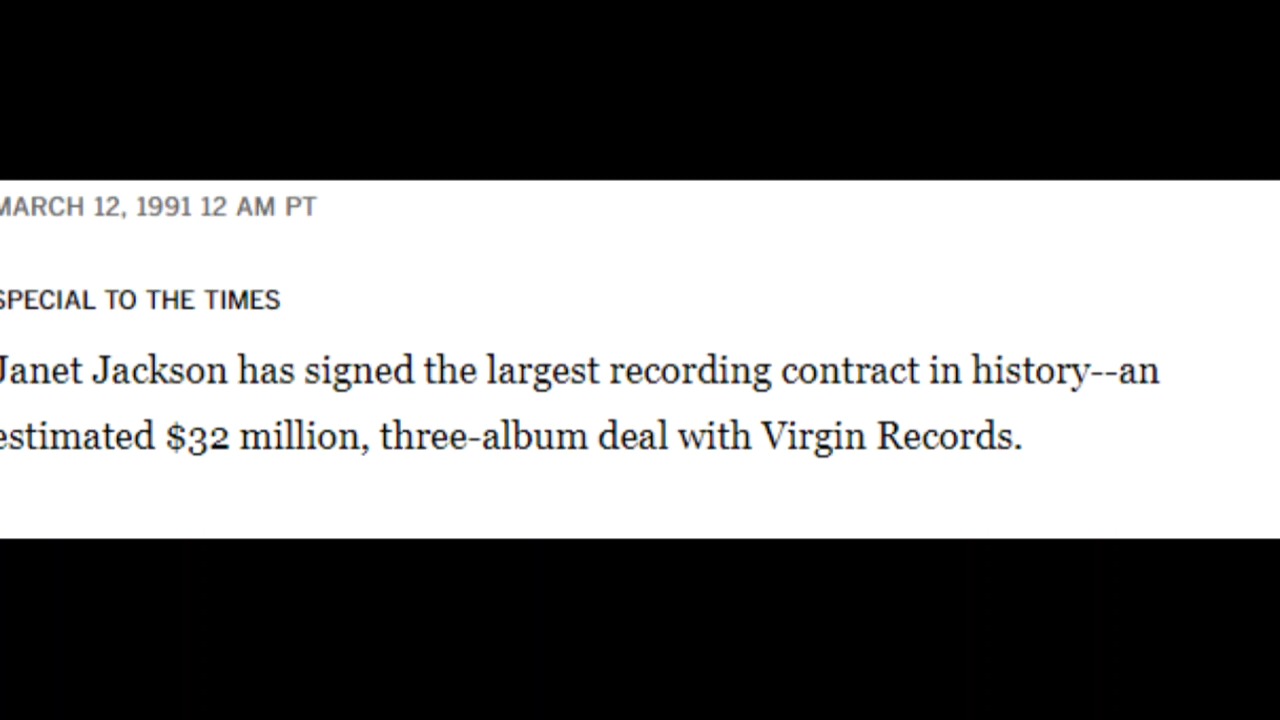 MARCH 12, 1991 12 AM PT
SPECIAL TO THE TIMES
Janet Jackson has signed the largest recording contract in history--an
estimated $32 million, three-album deal with Virgin Records.